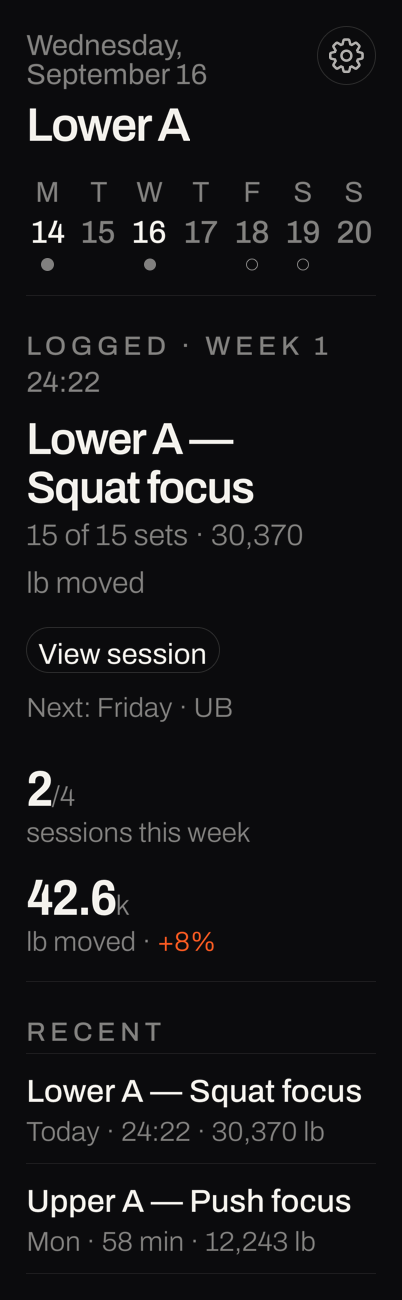 Wednesday,
September 16
Lower A
M T W T F S S
14 15 16 17 18 19 20
LOGGED · WEEK 1
24:22
Lower A —
Squat focus
15 of 15 sets · 30,370
lb moved
View session
Next: Friday · UB
2/4
sessions this week
42.6k
lb moved · +8%
RECENT
Lower A — Squat focus
Today · 24:22 · 30,370 lb
Upper A — Push focus
Mon · 58 min · 12,243 lb